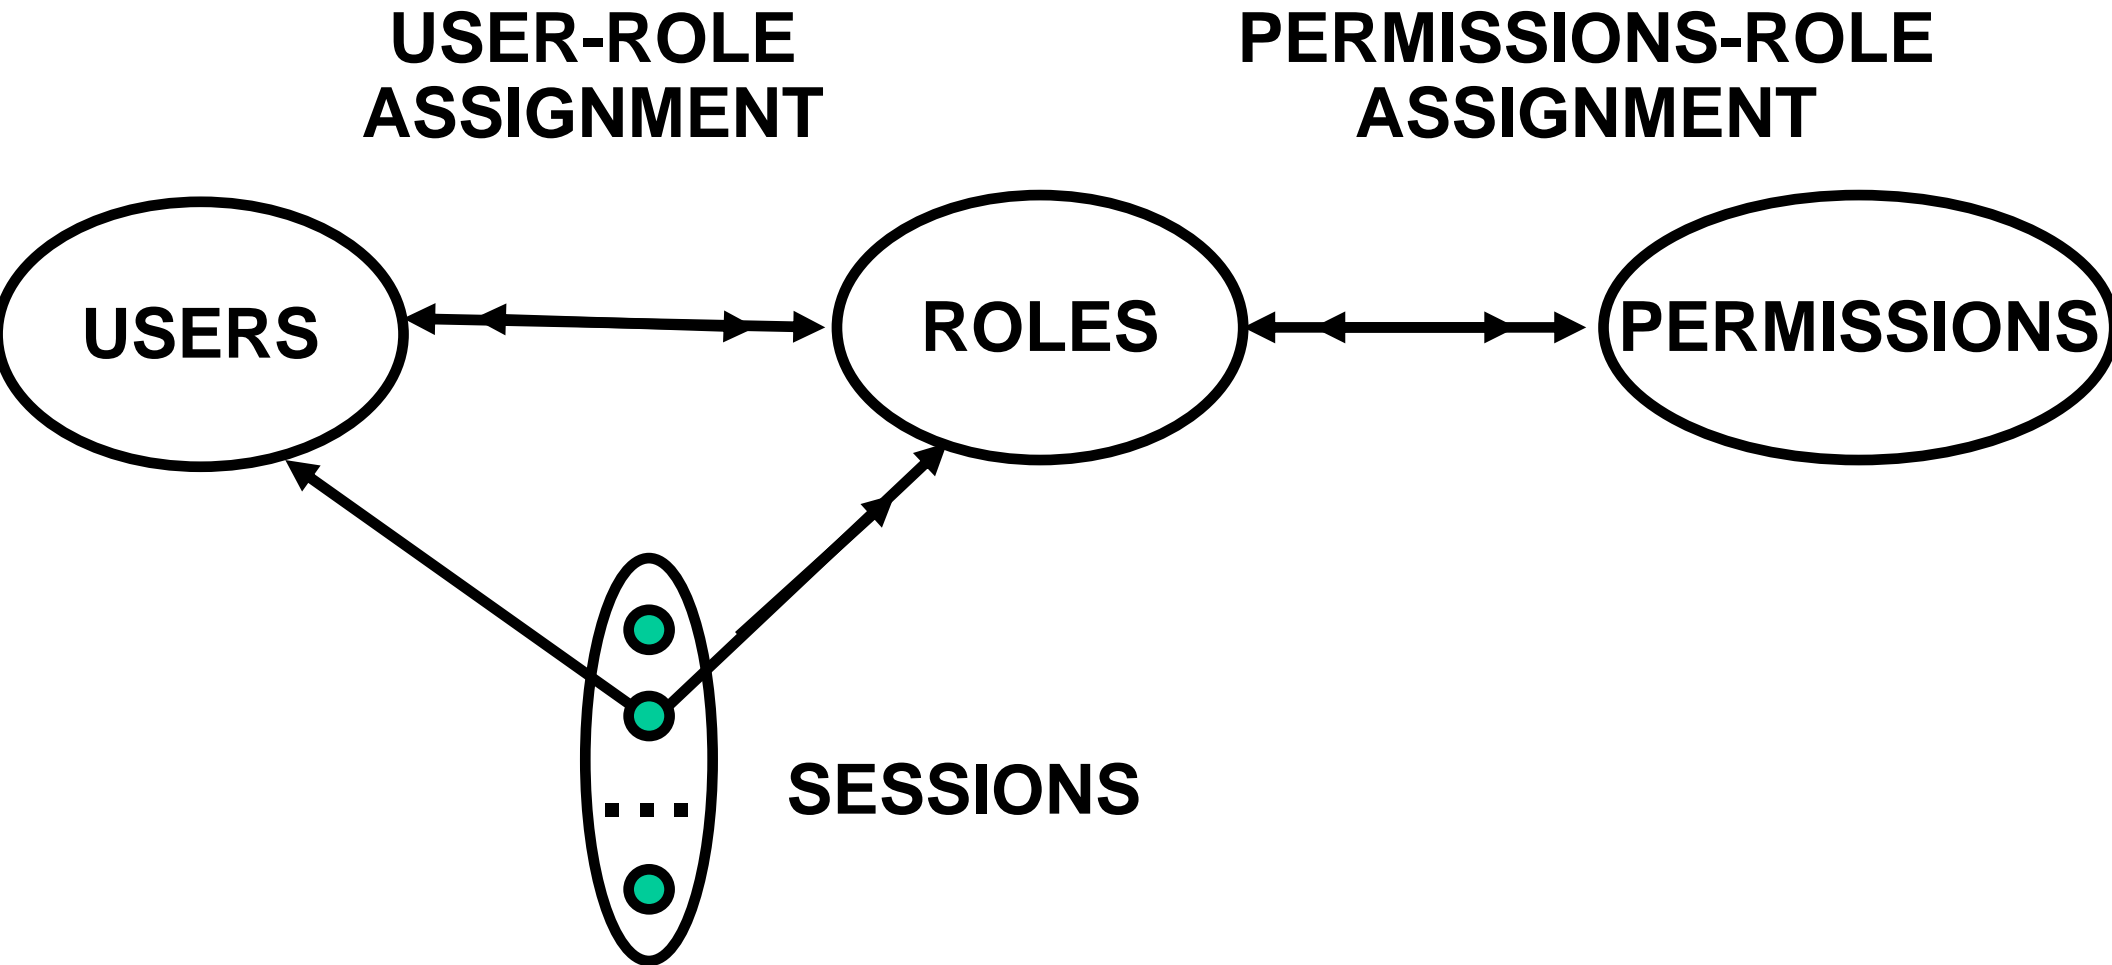 USER-ROLE
ASSIGNMENT
PERMISSIONS-ROLE
ASSIGNMENT
USERS
ROLES
PERMISSIONS
SESSIONS
...